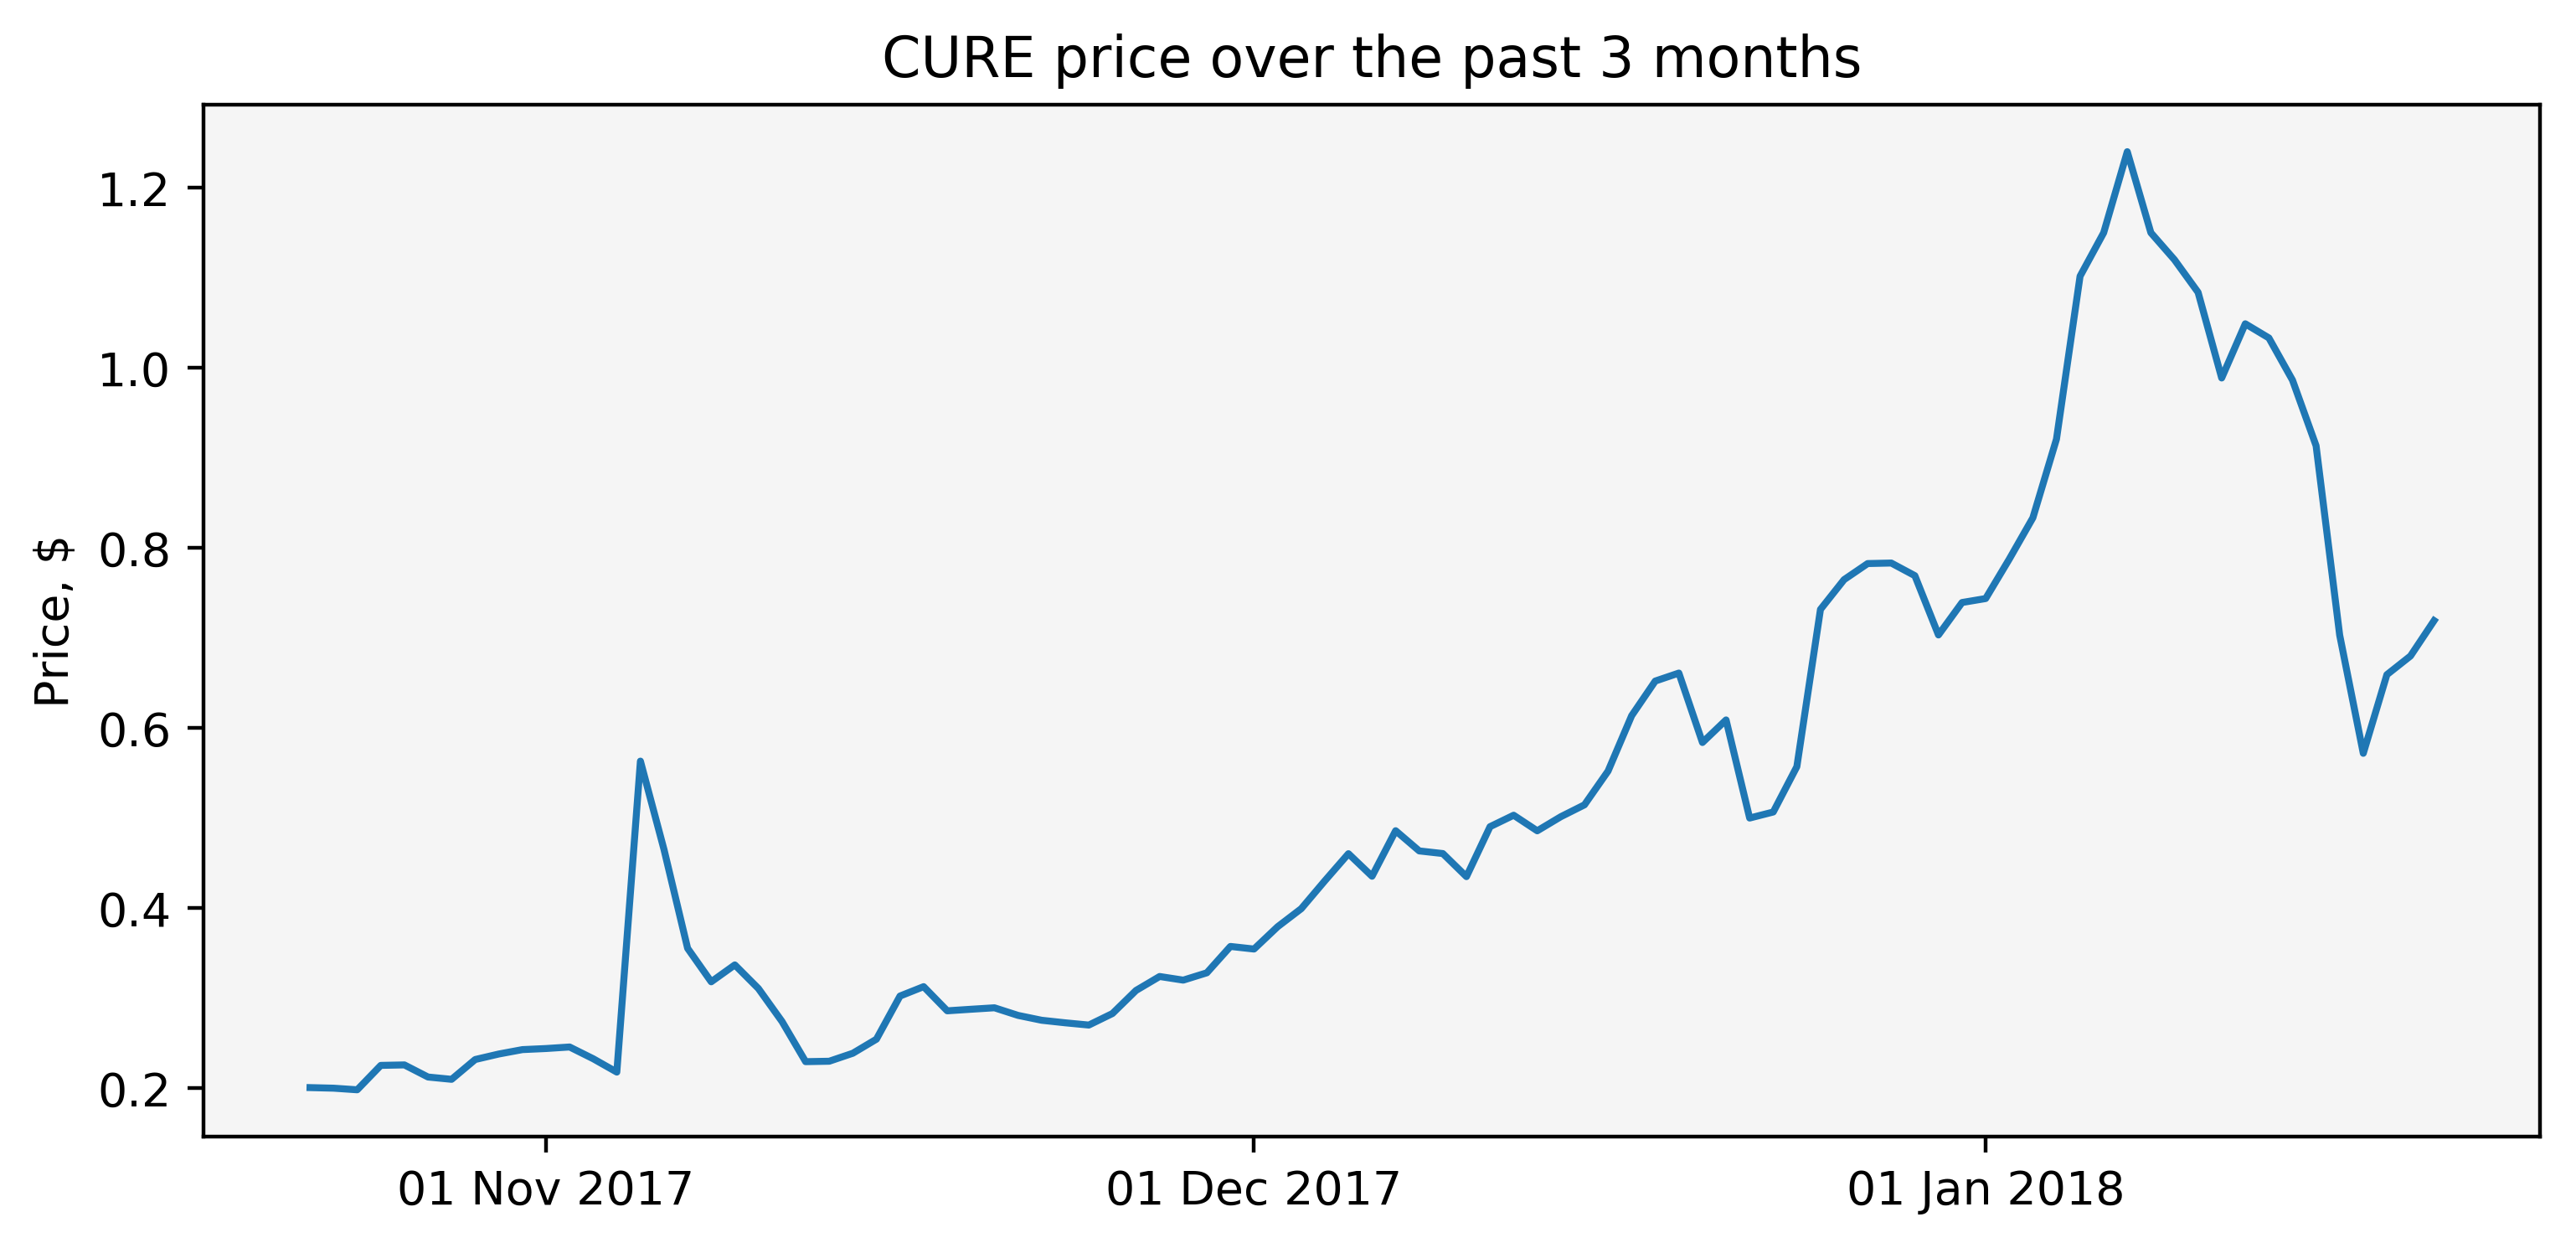 CURE price over the past 3 months
Price, $
1.2
1.0
0.8
0.6
0.4
0.2
01 Nov 2017
01 Dec 2017
01 Jan 2018